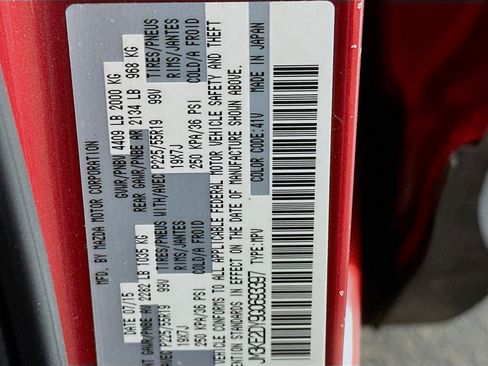 MFD. BY MAZDA MOTOR CORPORATION
DATE 07/15 GVWR/PNBV 4409 LB 2000 KG
GAWR/PNBE AV 2282 LB 1035 KG REAR GAWR/PNBE AR 2134 LB 968 KG
P225/55R19 99V TIRES/PNEUS WITH/AVEC P225/55R19 99V TIRES/PNEUS
19X7J RIMS/JANTES 19X7J RIMS/JANTES
250 KPA/36 PSI COLD/A FROID 250 KPA/36 PSI COLD/A FROID
VEHICLE CONFORMS TO ALL APPLICABLE FEDERAL MOTOR VEHICLE SAFETY AND THEFT
STANDARDS IN EFFECT ON THE DATE OF MANUFACTURE SHOWN ABOVE.
TYPE:MPV COLOR CODE:41V MADE IN JAPAN